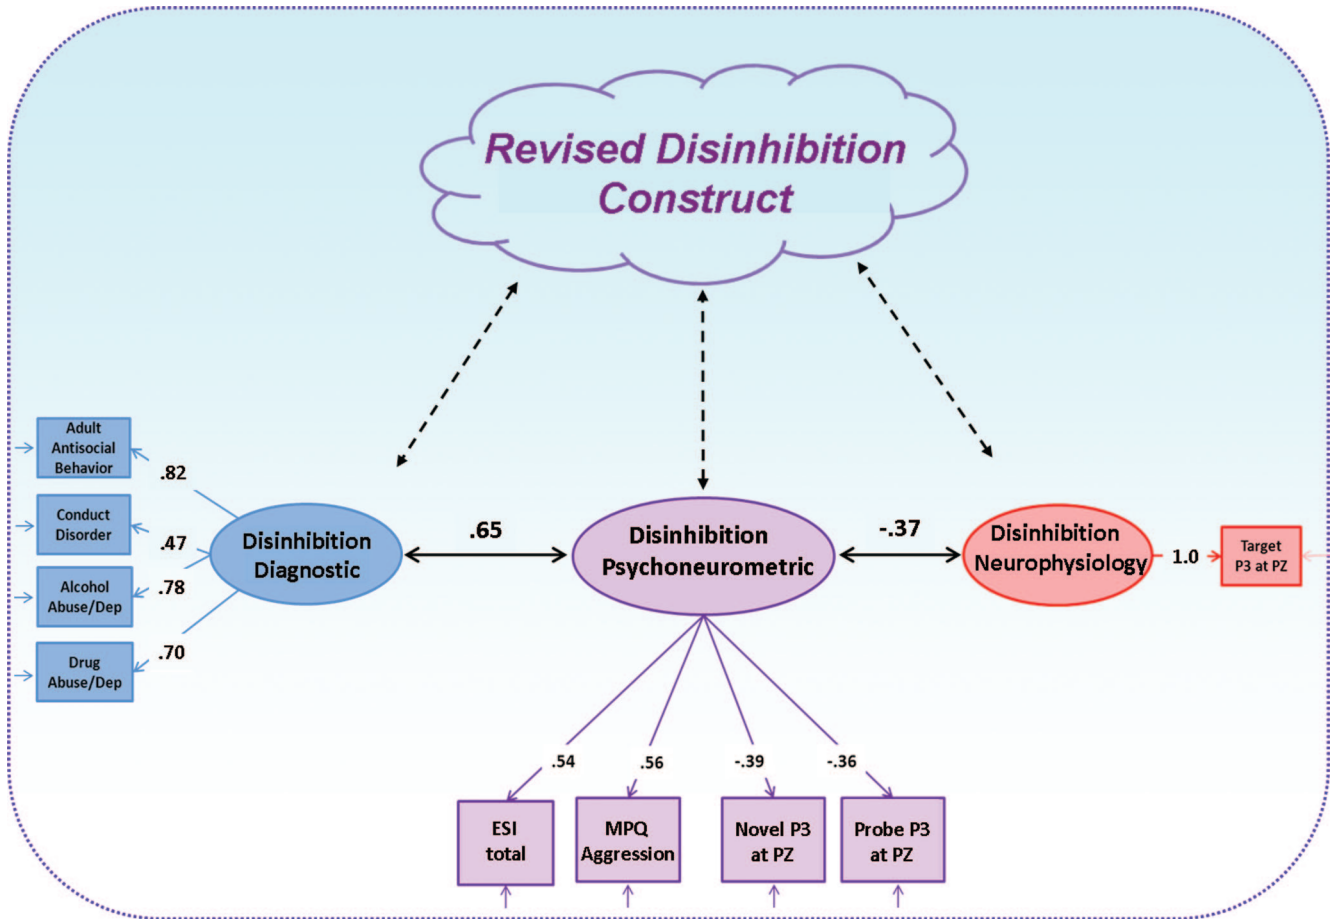 Revised Disinhibition
Construct
Adult
Antisocial
Behavior
.82
Conduct
Disorder
.47
Alcohol
Abuse/Dep
.78
Drug
Abuse/Dep
.70
Disinhibition
Diagnostic
.65
Disinhibition
Psychoneurometric
-.37
Disinhibition
Neurophysiology
1.0
Target
P3 at PZ
.54
.56
-.39
-.36
ESI
total
MPQ
Aggression
Novel P3
at PZ
Probe P3
at PZ